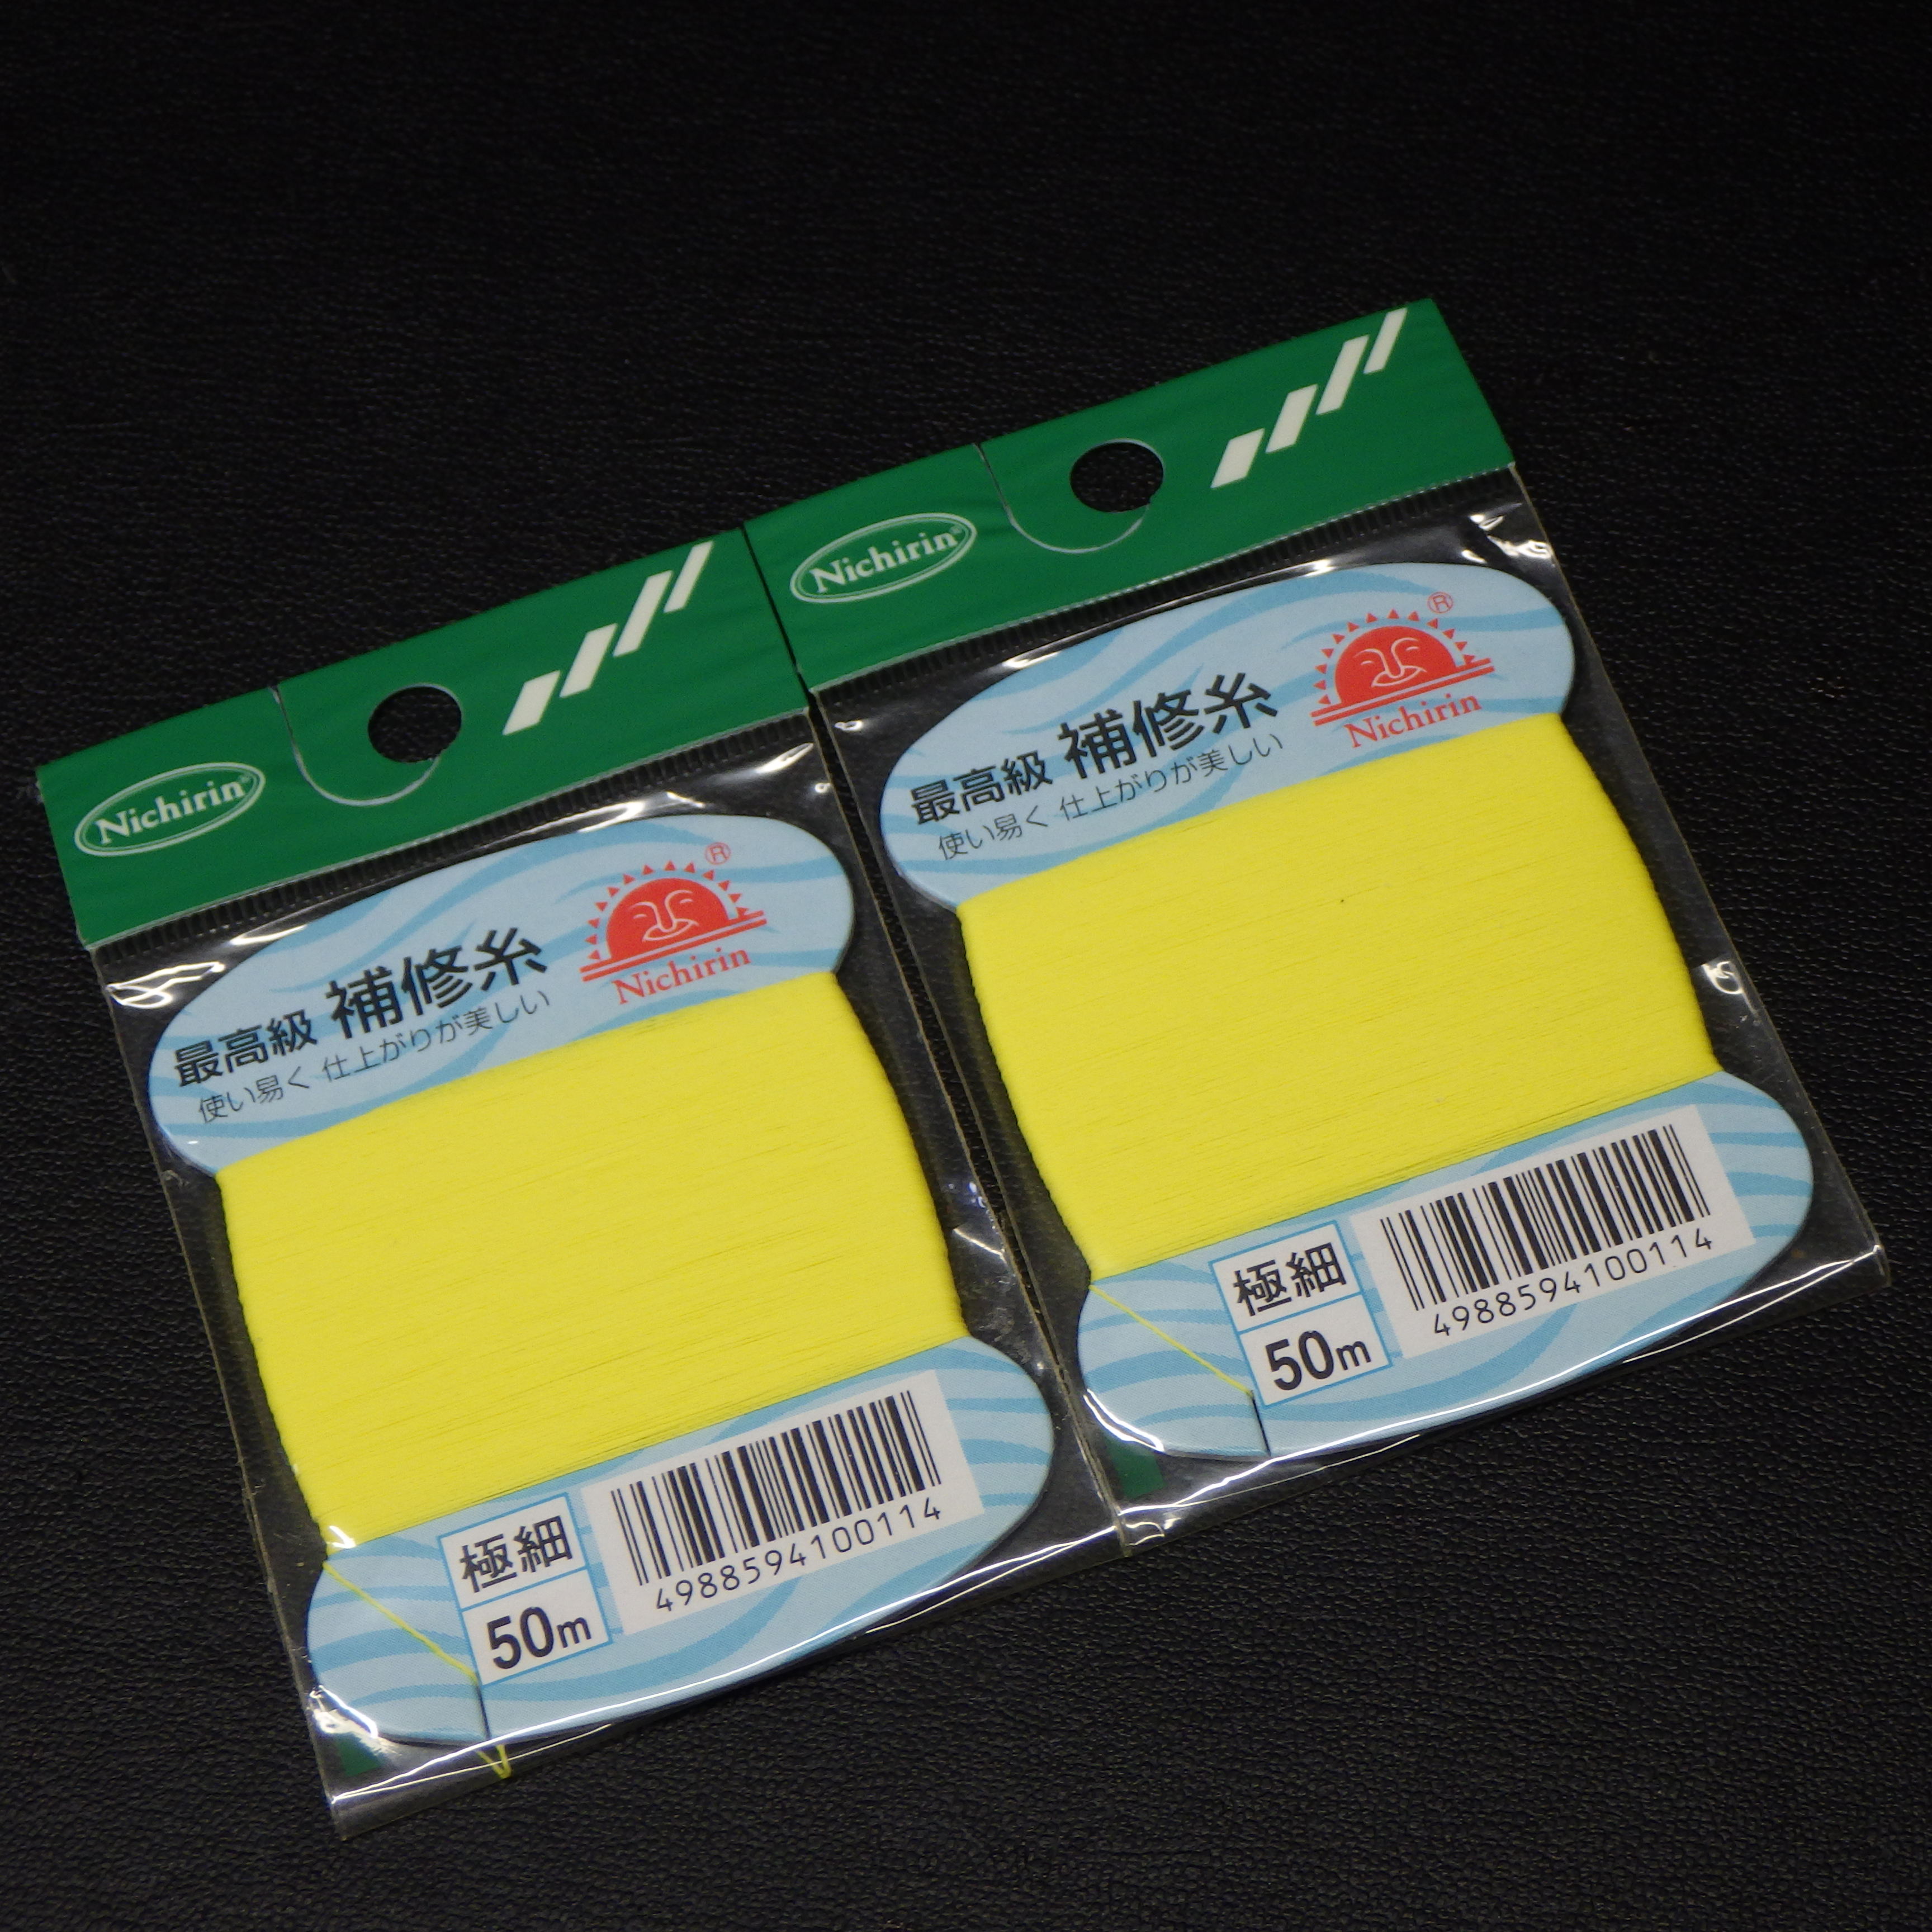 Nichirin®
最高級 補修糸
使い易く 仕上がりが美しい
®
Nichirin
極細
50m
4988594100114
Nichirin®
最高級 補修糸
使い易く 仕上がりが美しい
®
Nichirin
極細
50m
4988594100114